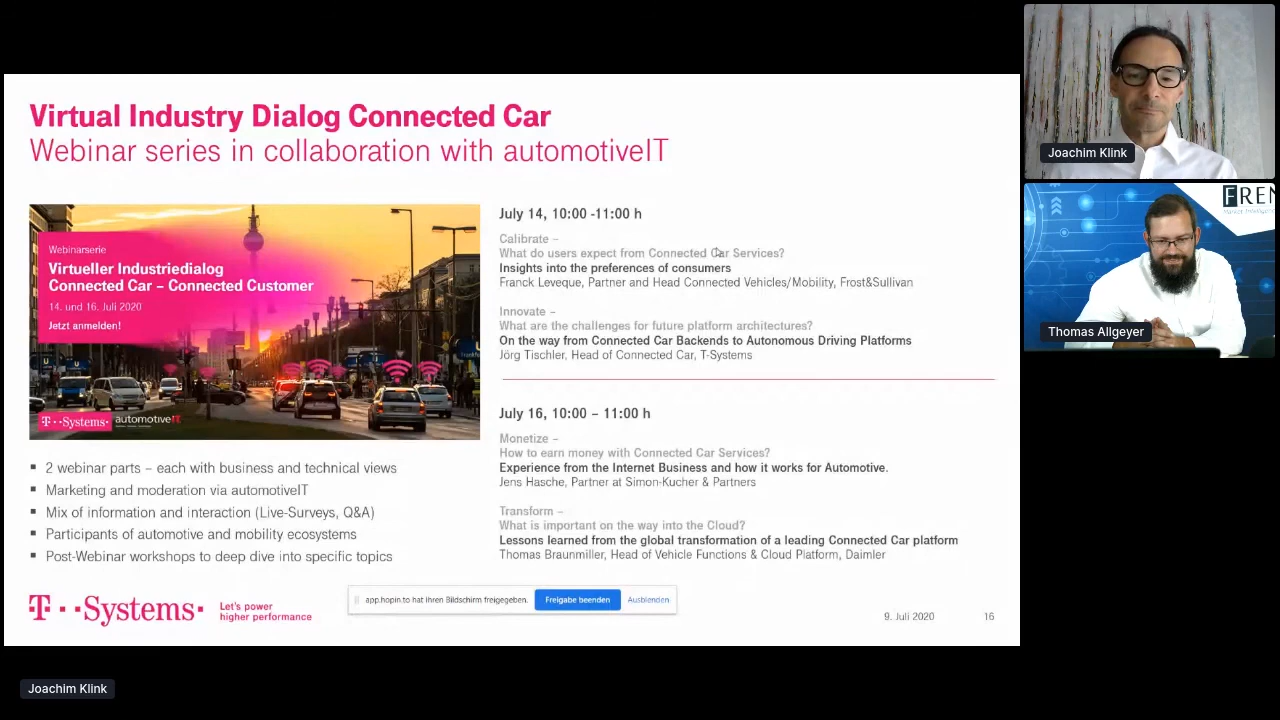 Virtual Industry Dialog Connected Car
Webinar series in collaboration with automotiveIT
Webinarserie
Virtueller Industriedialog
Connected Car – Connected Customer
14. und 16. Juli 2020
Jetzt anmelden!
T··Systems· automotiveIT
▪ 2 webinar parts – each with business and technical views
▪ Marketing and moderation via automotiveIT
▪ Mix of information and interaction (Live-Surveys, Q&A)
▪ Participants of automotive and mobility ecosystems
▪ Post-Webinar workshops to deep dive into specific topics
July 14, 10:00 -11:00 h
Calibrate –
What do users expect from Connected Car Services?
Insights into the preferences of consumers
Franck Leveque, Partner and Head Connected Vehicles/Mobility, Frost&Sullivan
Innovate –
What are the challenges for future platform architectures?
On the way from Connected Car Backends to Autonomous Driving Platforms
Jörg Tischler, Head of Connected Car, T-Systems
July 16, 10:00 – 11:00 h
Monetize –
How to earn money with Connected Car Services?
Experience from the Internet Business and how it works for Automotive.
Jens Hasche, Partner at Simon-Kucher & Partners
Transform –
What is important on the way into the Cloud?
Lessons learned from the global transformation of a leading Connected Car platform
Thomas Braunmiller, Head of Vehicle Functions & Cloud Platform, Daimler
T··Systems·
Let's power
higher performance
app.hopin.to hat Ihren Bildschirm freigegeben. Freigabe beenden Ausblenden
9. Juli 2020 16
Joachim Klink
FREN
Thomas Allgeyer
Joachim Klink